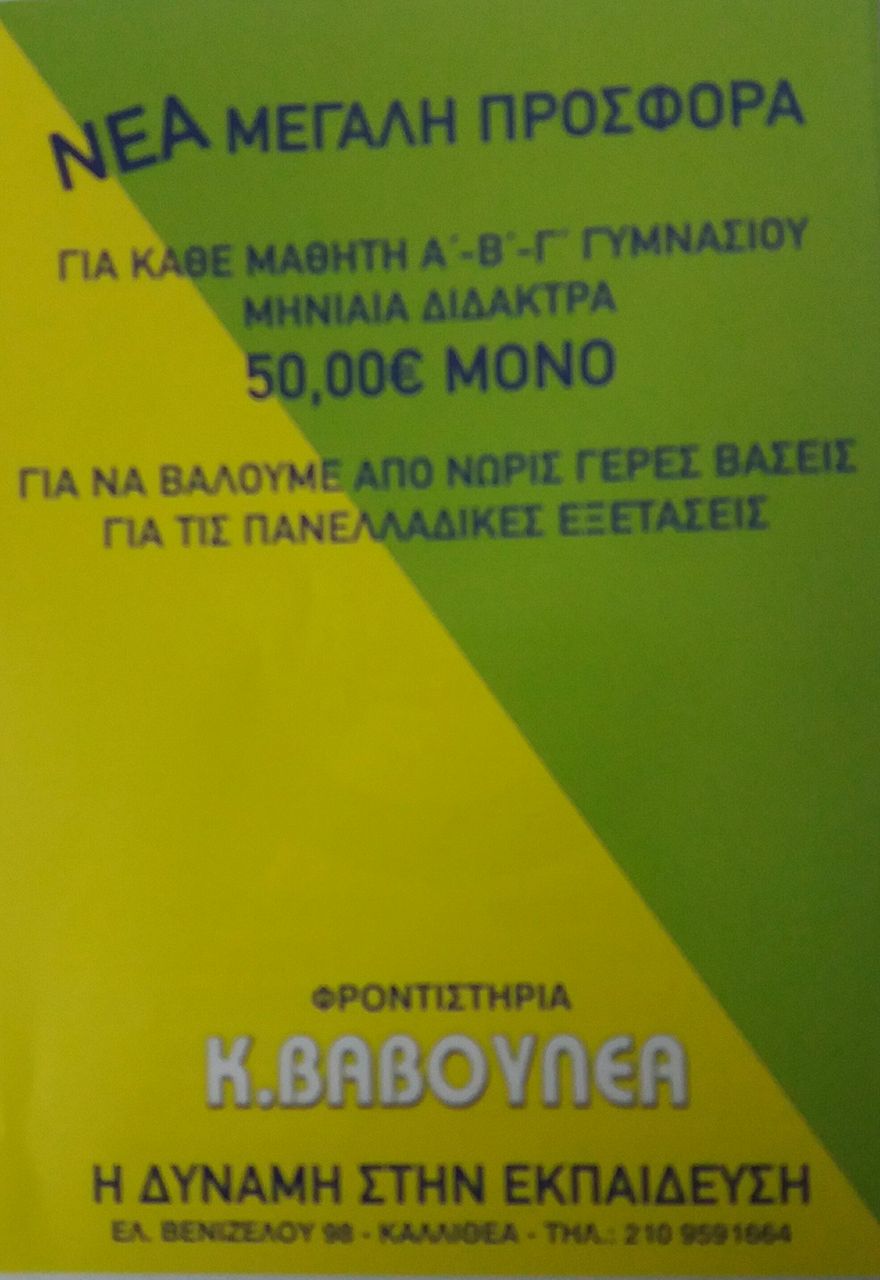 ΝΕΑ ΜΕΓΑΛΗ ΠΡΟΣΦΟΡΑ
ΓΙΑ ΚΑΘΕ ΜΑΘΗΤΗ Α΄-Β΄-Γ΄ ΓΥΜΝΑΣΙΟΥ
ΜΗΝΙΑΙΑ ΔΙΔΑΚΤΡΑ
50,00€ ΜΟΝΟ
ΓΙΑ ΝΑ ΒΑΛΟΥΜΕ ΑΠΟ ΝΩΡΙΣ ΓΕΡΕΣ ΒΑΣΕΙΣ
ΓΙΑ ΤΙΣ ΠΑΝΕΛΛΑΔΙΚΕΣ ΕΞΕΤΑΣΕΙΣ
ΦΡΟΝΤΙΣΤΗΡΙΑ
Κ.ΒΑΒΟΥΛΕΑ
Η ΔΥΝΑΜΗ ΣΤΗΝ ΕΚΠΑΙΔΕΥΣΗ
ΕΛ. ΒΕΝΙΖΕΛΟΥ 98 - ΚΑΛΛΙΘΕΑ - ΤΗΛ.: 210 9591664